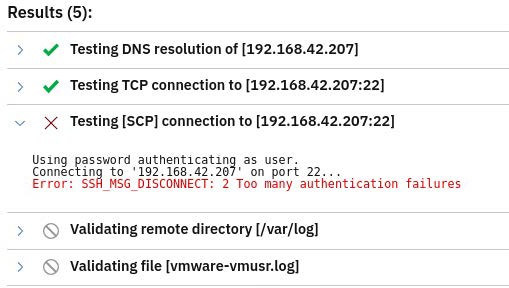 Results (5):
Testing DNS resolution of [192.168.42.207]
Testing TCP connection to [192.168.42.207:22]
Testing [SCP] connection to [192.168.42.207:22]
Using password authenticating as user.
Connecting to '192.168.42.207' on port 22...
Error: SSH_MSG_DISCONNECT: 2 Too many authentication failures
Validating remote directory [/var/log]
Validating file [vmware-vmusr.log]